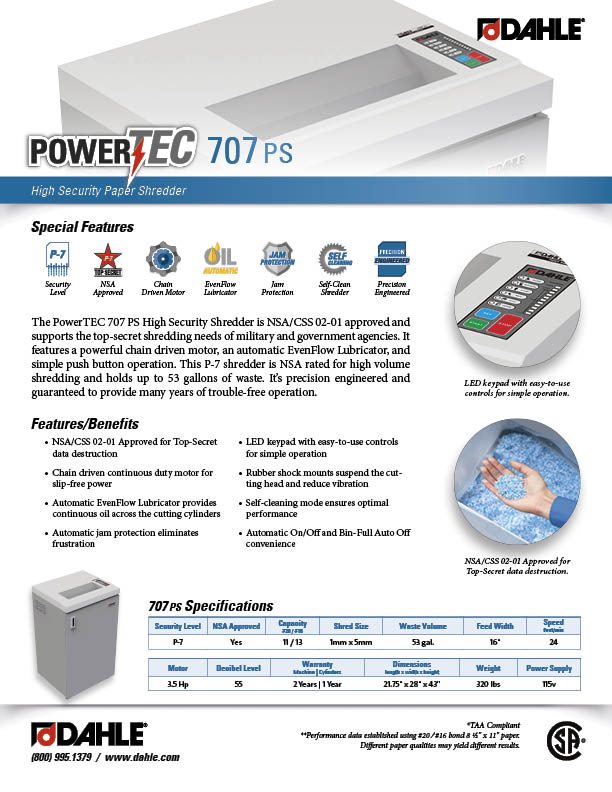 DAHLE®
DAHLE
POWERTEC 707 PS
High Security Paper Shredder
Special Features
P-7
P-7
TOP SECRET
OIL
AUTOMATIC
JAM
PROTECTION
SELF
CLEANING
PRECISION
ENGINEERED
Security
Level
NSA
Approved
Chain
Driven Motor
EvenFlow
Lubricator
Jam
Protection
Self-Clean
Shredder
Precision
Engineered
DAHLE
The PowerTEC 707 PS High Security Shredder is NSA/CSS 02-01 approved and
supports the top-secret shredding needs of military and government agencies. It
features a powerful chain driven motor, an automatic EvenFlow Lubricator, and
simple push button operation. This P-7 shredder is NSA rated for high volume
shredding and holds up to 53 gallons of waste. It's precision engineered and
guaranteed to provide many years of trouble-free operation.
LED keypad with easy-to-use
controls for simple operation.
Features/Benefits
• NSA/CSS 02-01 Approved for Top-Secret
data destruction
• Chain driven continuous duty motor for
slip-free power
• Automatic EvenFlow Lubricator provides
continuous oil across the cutting cylinders
• Automatic jam protection eliminates
frustration
• LED keypad with easy-to-use controls
for simple operation
• Rubber shock mounts suspend the cut-
ting head and reduce vibration
• Self-cleaning mode ensures optimal
performance
• Automatic On/Off and Bin-Full Auto Off
convenience
NSA/CSS 02-01 Approved for
Top-Secret data destruction.
707 PS Specifications
Security Level NSA Approved Capacity Shred Size Waste Volume Feed Width Speed
P-7 Yes 11 / 13 1mm x 5mm 53 gal. 16" 24
Motor Decibel Level Warranty Dimensions Weight Power Supply
Machine | Cylinders length x width x height
3.5 Hp 55 2 Years | 1 Year 21.75" x 28" x 43" 320 lbs 115v
DAHLE®
(800) 995.1379 / www.dahle.com
*TAA Compliant
**Performance data established using #20/#16 bond 8 ½" x 11" paper.
Different paper qualities may yield different results.